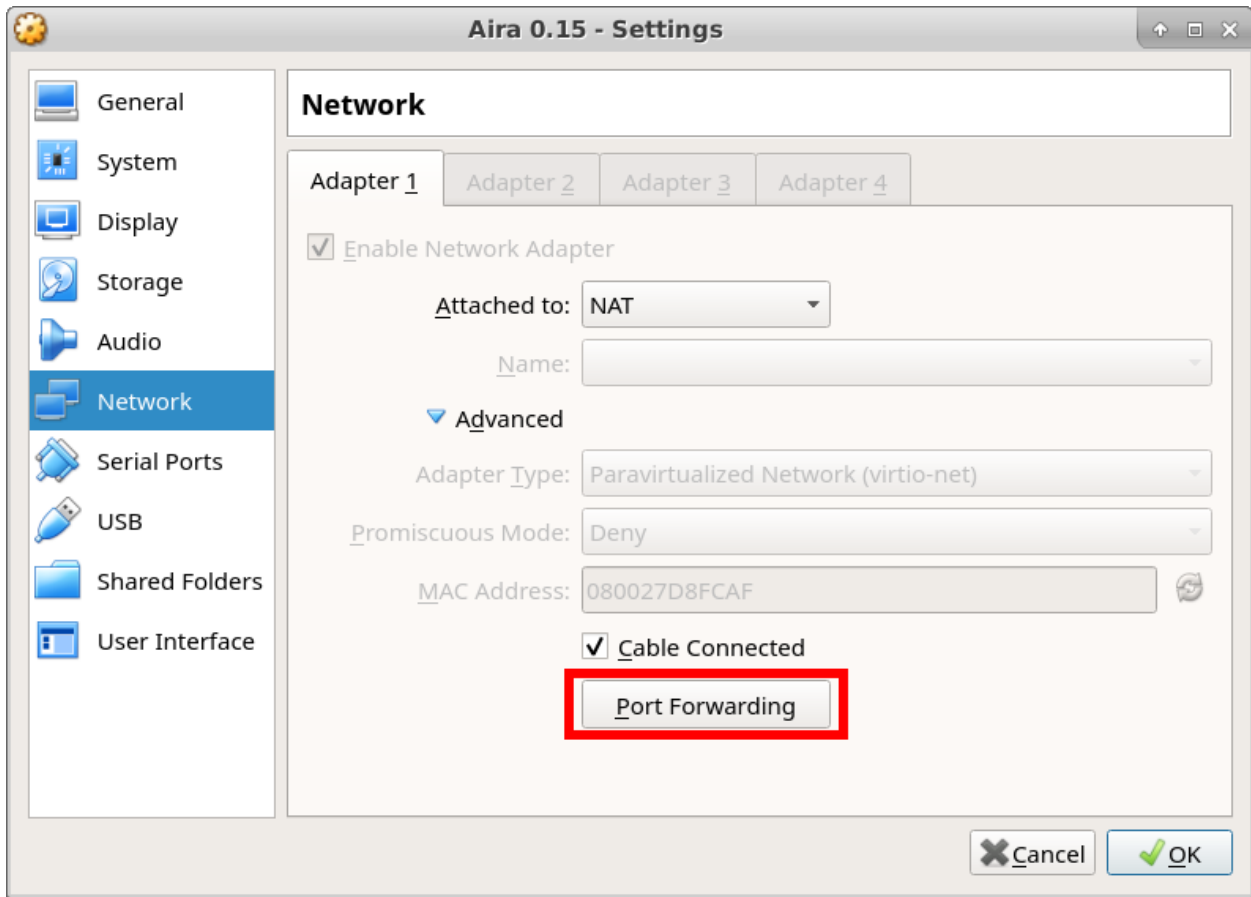 Aira 0.15 - Settings
General
System
Display
Storage
Audio
Network
Serial Ports
USB
Shared Folders
User Interface
Network
Adapter 1 Adapter 2 Adapter 3 Adapter 4
Enable Network Adapter
Attached to: NAT
Name:
Advanced
Adapter Type: Paravirtualized Network (virtio-net)
Promiscuous Mode: Deny
MAC Address: 080027D8FCAF
Cable Connected
Port Forwarding
Cancel OK